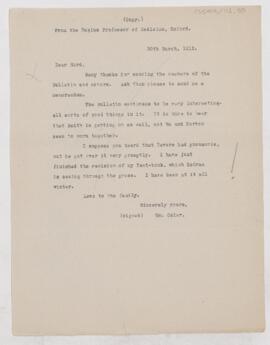 (Copy.)
From the Regius Professor of Medicine, Oxford.
30th March, 1912.
Dear Hurd,
Many thanks for sending the numbers of the
Bulletin and return. Ask them please to send me a
memorandum.
The Bulletin continues to be very interesting-
all sorts of good things in it. It is nice to hear
that Smith is getting on so well, and he and Norton
seem to work together.
I suppose you heard that Revere had pneumonia,
but he got over it very promptly. I have just
finished the revision of my Text-book, which
is seeing through the press. I have been at it all
winter.
Love to the family.
Sincerely yours,
(signed) Wm. Osler.